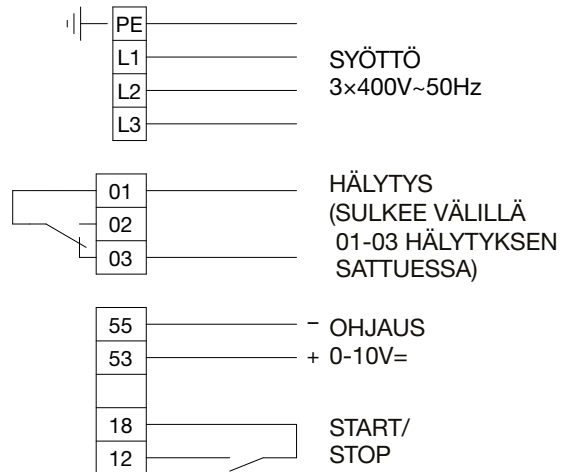 PE
L1
L2
L3
SYÖTTÖ
3×400V~50Hz
01
02
03
HÄLYTYS
(SULKEE VÄLILLÄ
01-03 HÄLYTYKSEN
SATTUESSA)
55
53
18
12
− OHJAUS
+ 0-10V=
START/
STOP